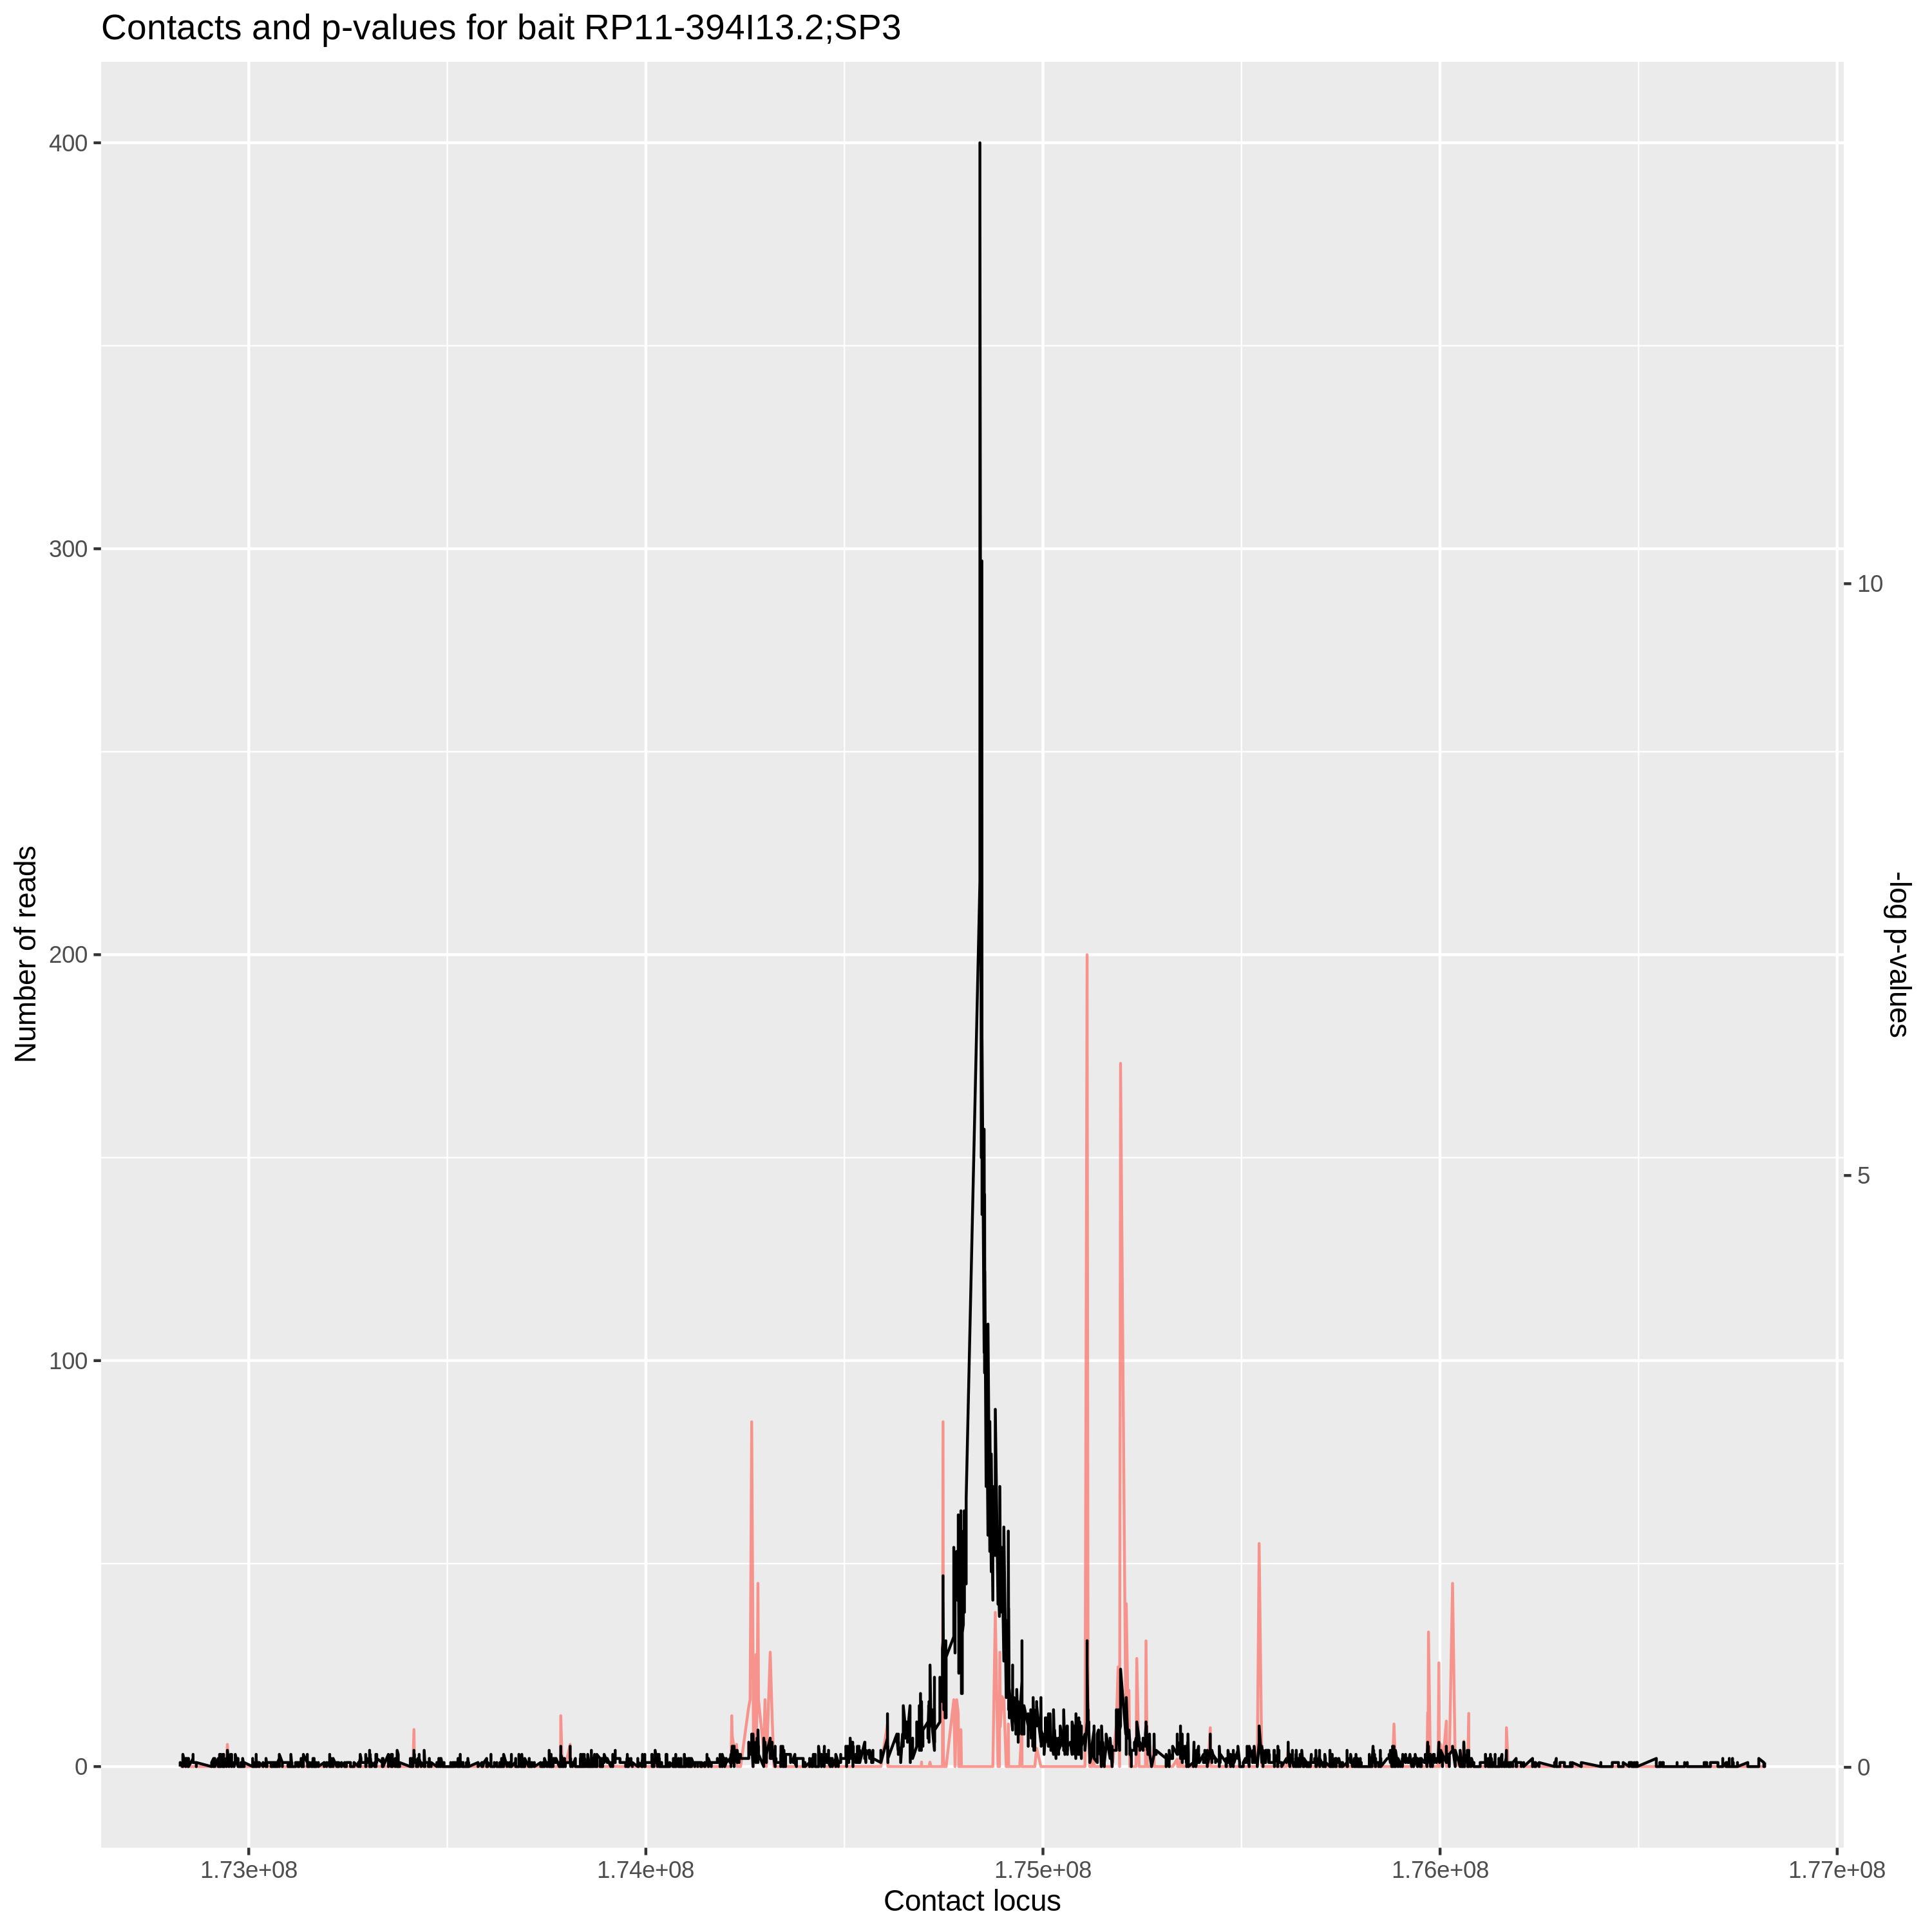 Contacts and p-values for bait RP11-394I13.2;SP3
400
300
200
100
0
Number of reads
10
5
0
-log p-values
1.73e+08
1.74e+08
1.75e+08
1.76e+08
1.77e+08
Contact locus